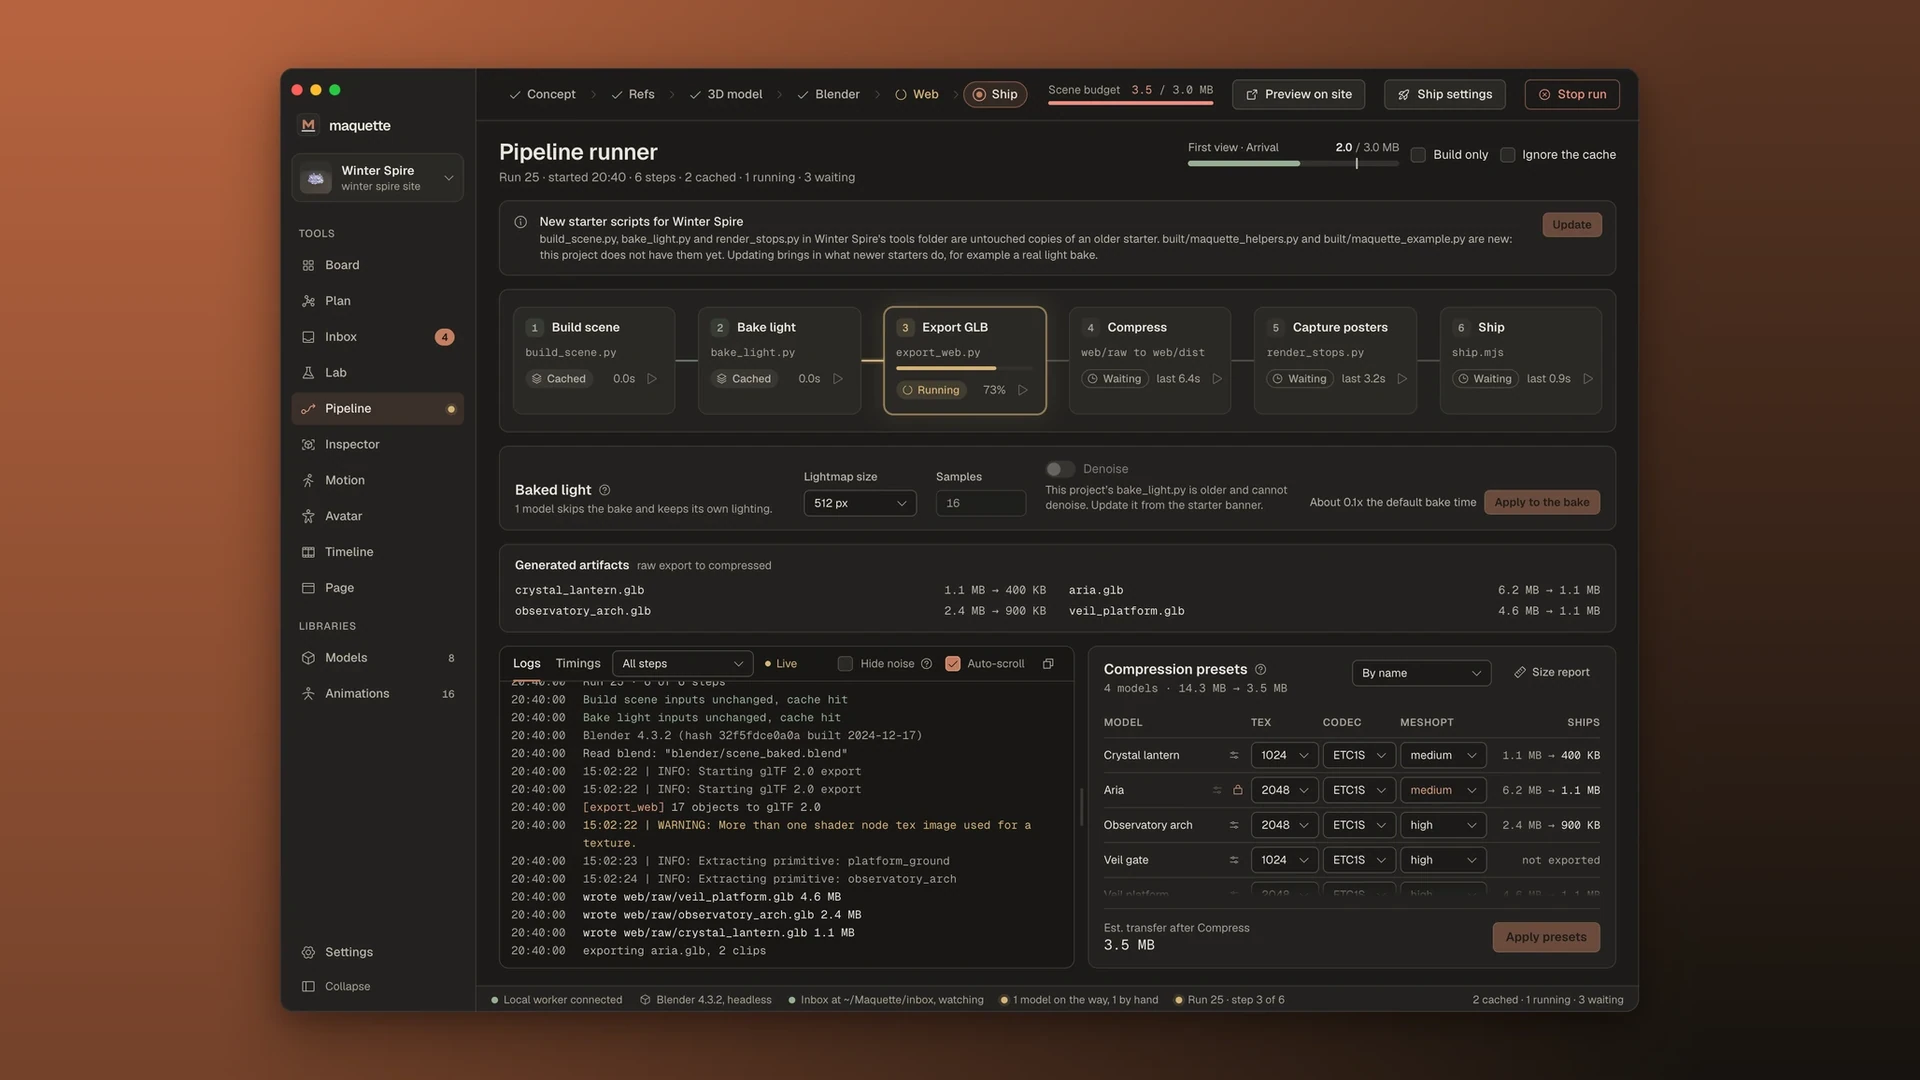 Concept
Refs
3D model
Blender
Web
Ship
Scene budget 3.5 / 3.0 MB
Preview on site
Ship settings
Stop run
M maquette
Winter Spire
winter spire site
TOOLS
Board
Plan
Inbox 4
Lab
Pipeline
Inspector
Motion
Avatar
Timeline
Page
LIBRARIES
Models 8
Animations 16
Settings
Collapse
Pipeline runner
Run 25 · started 20:40 · 6 steps · 2 cached · 1 running · 3 waiting
First view · Arrival 2.0 / 3.0 MB
Build only
Ignore the cache
New starter scripts for Winter Spire
build_scene.py, bake_light.py and render_stops.py in Winter Spire's tools folder are untouched copies of an older starter. built/maquette_helpers.py and built/maquette_example.py are new:
this project does not have them yet. Updating brings in what newer starters do, for example a real light bake.
Update
1 Build scene
build_scene.py
Cached 0.0s
2 Bake light
bake_light.py
Cached 0.0s
3 Export GLB
export_web.py
Running 73%
4 Compress
web/raw to web/dist
Waiting last 6.4s
5 Capture posters
render_stops.py
Waiting last 3.2s
6 Ship
ship.mjs
Waiting last 0.9s
Baked light
1 model skips the bake and keeps its own lighting.
Lightmap size
512 px
Samples
16
Denoise
This project's bake_light.py is older and cannot
denoise. Update it from the starter banner.
About 0.1x the default bake time
Apply to the bake
Generated artifacts raw export to compressed
crystal_lantern.glb 1.1 MB → 400 KB
aria.glb 6.2 MB → 1.1 MB
observatory_arch.glb 2.4 MB → 900 KB
veil_platform.glb 4.6 MB → 1.1 MB
Logs
Timings
All steps
Live
Hide noise
Auto-scroll
20:40:00 Run 25 · 6 of 6 steps
20:40:00 Build scene inputs unchanged, cache hit
20:40:00 Bake light inputs unchanged, cache hit
20:40:00 Blender 4.3.2 (hash 32f5fdce0a0a built 2024-12-17)
20:40:00 Read blend: "blender/scene_baked.blend"
20:40:00 15:02:22 | INFO: Starting glTF 2.0 export
20:40:00 15:02:22 | INFO: Starting glTF 2.0 export
20:40:00 [export_web] 17 objects to glTF 2.0
20:40:00 15:02:22 | WARNING: More than one shader node tex image used for a
texture.
20:40:00 15:02:23 | INFO: Extracting primitive: platform_ground
20:40:00 15:02:24 | INFO: Extracting primitive: observatory_arch
20:40:00 wrote web/raw/veil_platform.glb 4.6 MB
20:40:00 wrote web/raw/observatory_arch.glb 2.4 MB
20:40:00 wrote web/raw/crystal_lantern.glb 1.1 MB
20:40:00 exporting aria.glb, 2 clips
Compression presets
4 models · 14.3 MB → 3.5 MB
By name
Size report
MODEL TEX CODEC MESHOPT SHIPS
Crystal lantern 1024 ETC1S medium 1.1 MB → 400 KB
Aria 2048 ETC1S medium 6.2 MB → 1.1 MB
Observatory arch 2048 ETC1S high 2.4 MB → 900 KB
Veil gate 1024 ETC1S high not exported
Veil platform 2048 ETC1S high 4.6 MB → 1.1 MB
Est. transfer after Compress
3.5 MB
Apply presets
Local worker connected
Blender 4.3.2, headless
Inbox at ~/Maquette/inbox, watching
1 model on the way, 1 by hand
Run 25 · step 3 of 6
2 cached · 1 running · 3 waiting